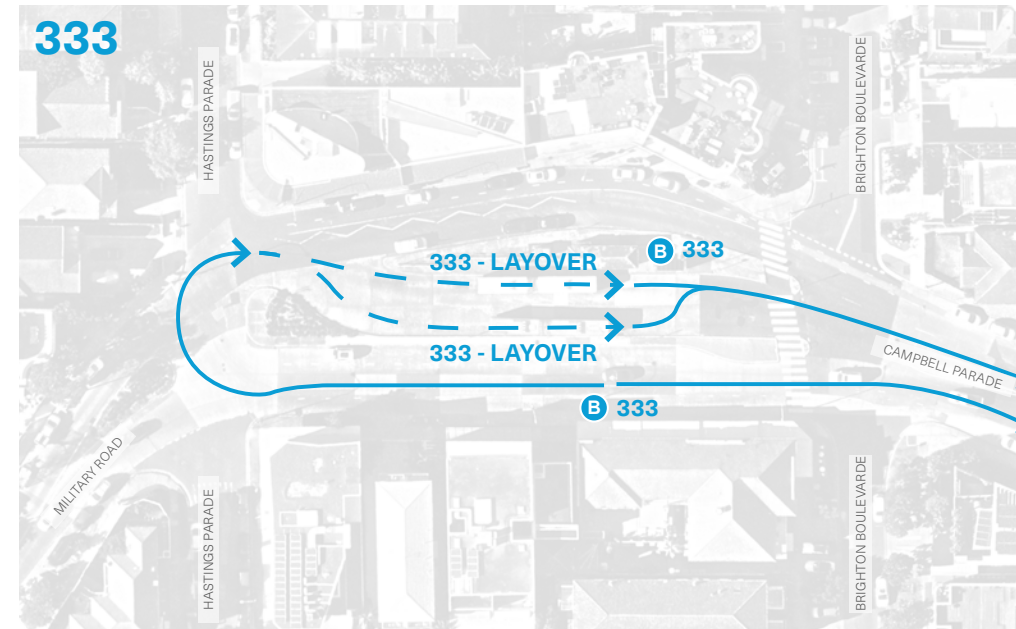 333
HASTINGS PARADE
BRIGHTON BOULEVARDE
B 333
333 - LAYOVER
333 - LAYOVER
CAMPBELL PARADE
B 333
MILITARY ROAD
HASTINGS PARADE
BRIGHTON BOULEVARDE